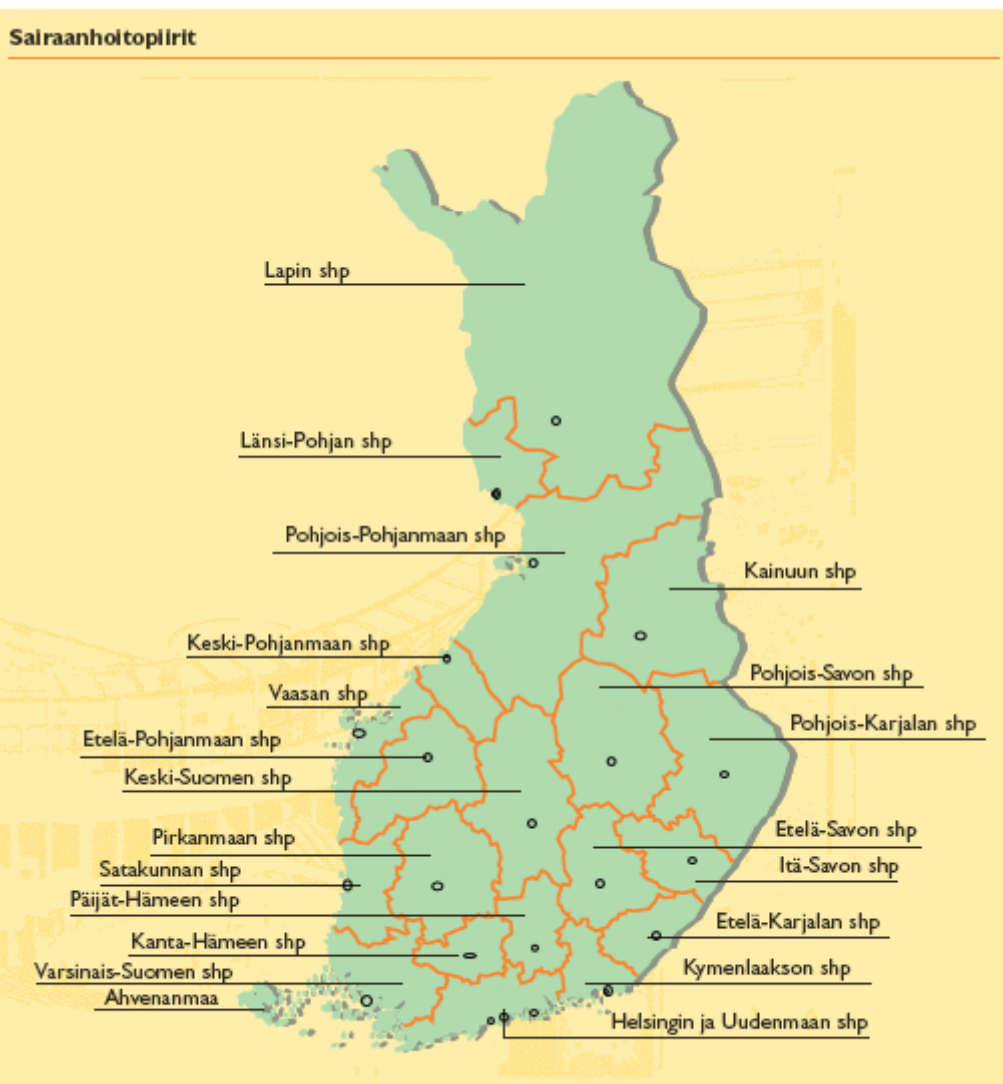 Sairaanhoitopiirit
Lapin shp
Länsi-Pohjan shp
Pohjois-Pohjanmaan shp
Kainuun shp
Keski-Pohjanmaan shp
Pohjois-Savon shp
Vaasan shp
Pohjois-Karjalan shp
Etelä-Pohjanmaan shp
Keski-Suomen shp
Etelä-Savon shp
Pirkanmaan shp
Itä-Savon shp
Satakunnan shp
Päijät-Hämeen shp
Etelä-Karjalan shp
Kanta-Hämeen shp
Kymenlaakson shp
Varsinais-Suomen shp
Ahvenanmaa
Helsingin ja Uudenmaan shp